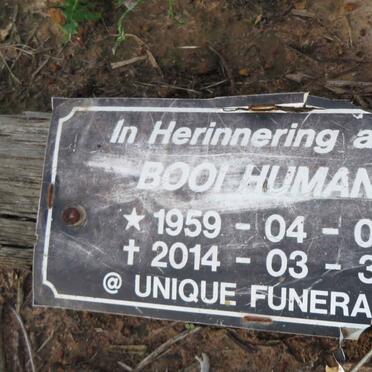 In Herinnering a
BOOI HUMAN
★ 1959 - 04 - 0
✝ 2014 - 03 - 3
@ UNIQUE FUNERA